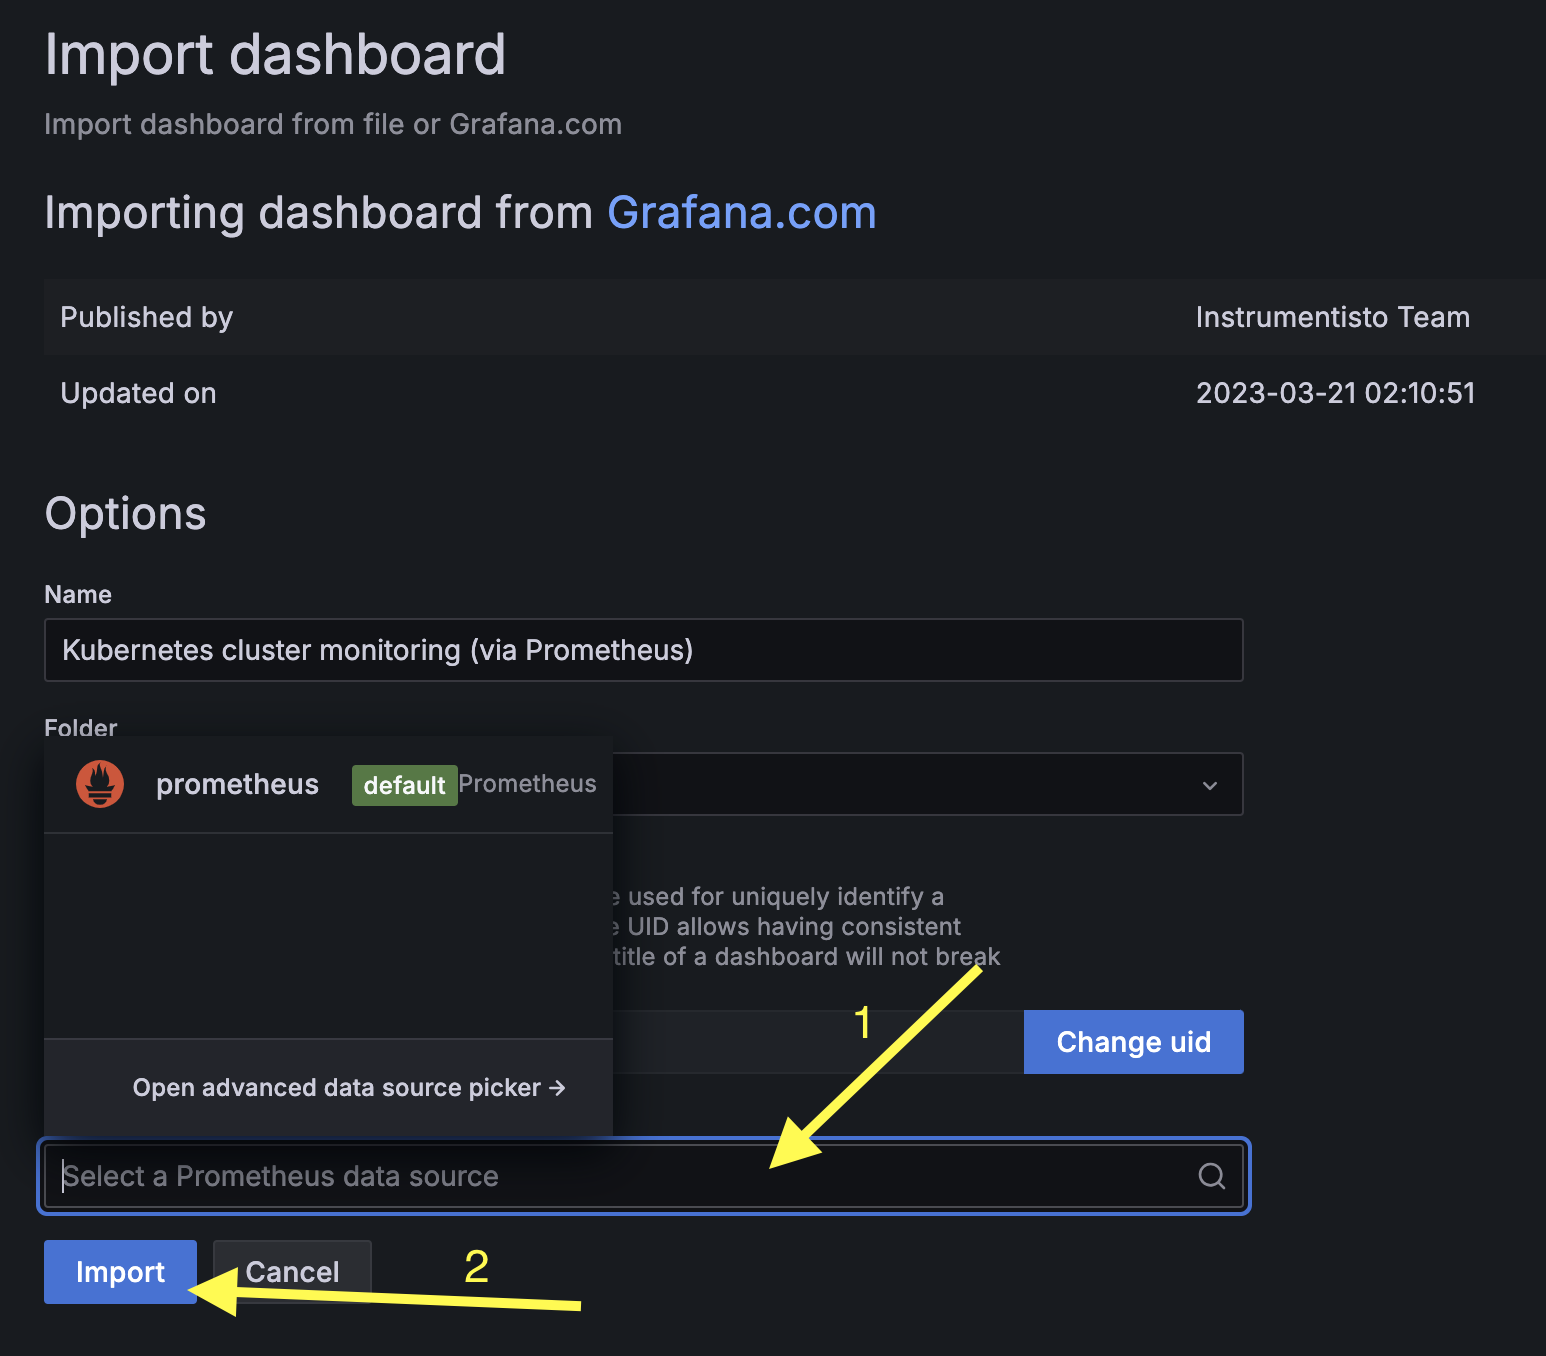 Import dashboard
Import dashboard from file or Grafana.com
Importing dashboard from Grafana.com
Published by Instrumentisto Team
Updated on 2023-03-21 02:10:51
Options
Name
Kubernetes cluster monitoring (via Prometheus)
Folder
prometheus default Prometheus
used for uniquely identify a
UID allows having consistent
title of a dashboard will not break
1
Change uid
Open advanced data source picker →
Select a Prometheus data source
Import Cancel 2